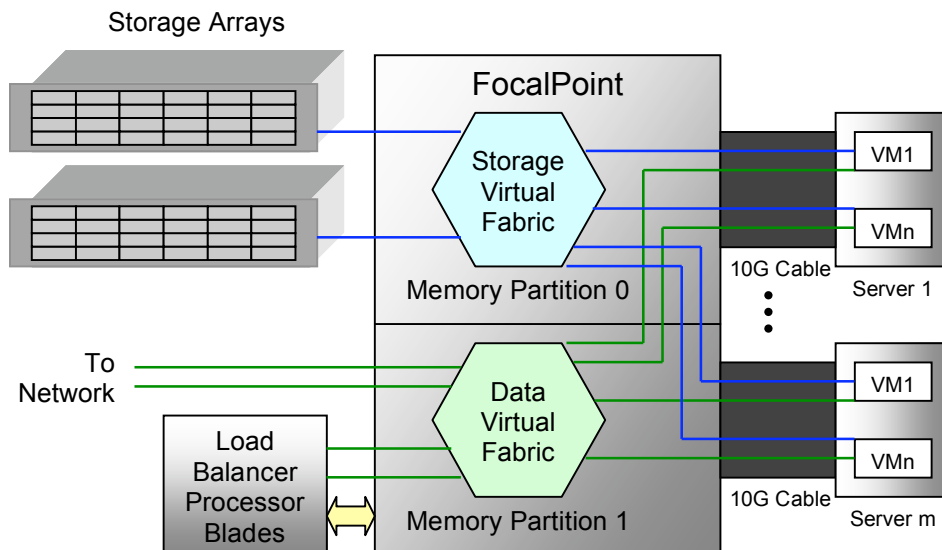 Storage Arrays
FocalPoint
Storage
Virtual
Fabric
Memory Partition 0
VM1
VMn
10G Cable
Server 1
To
Network
Data
Virtual
Fabric
Memory Partition 1
Load
Balancer
Processor
Blades
VM1
VMn
10G Cable
Server m